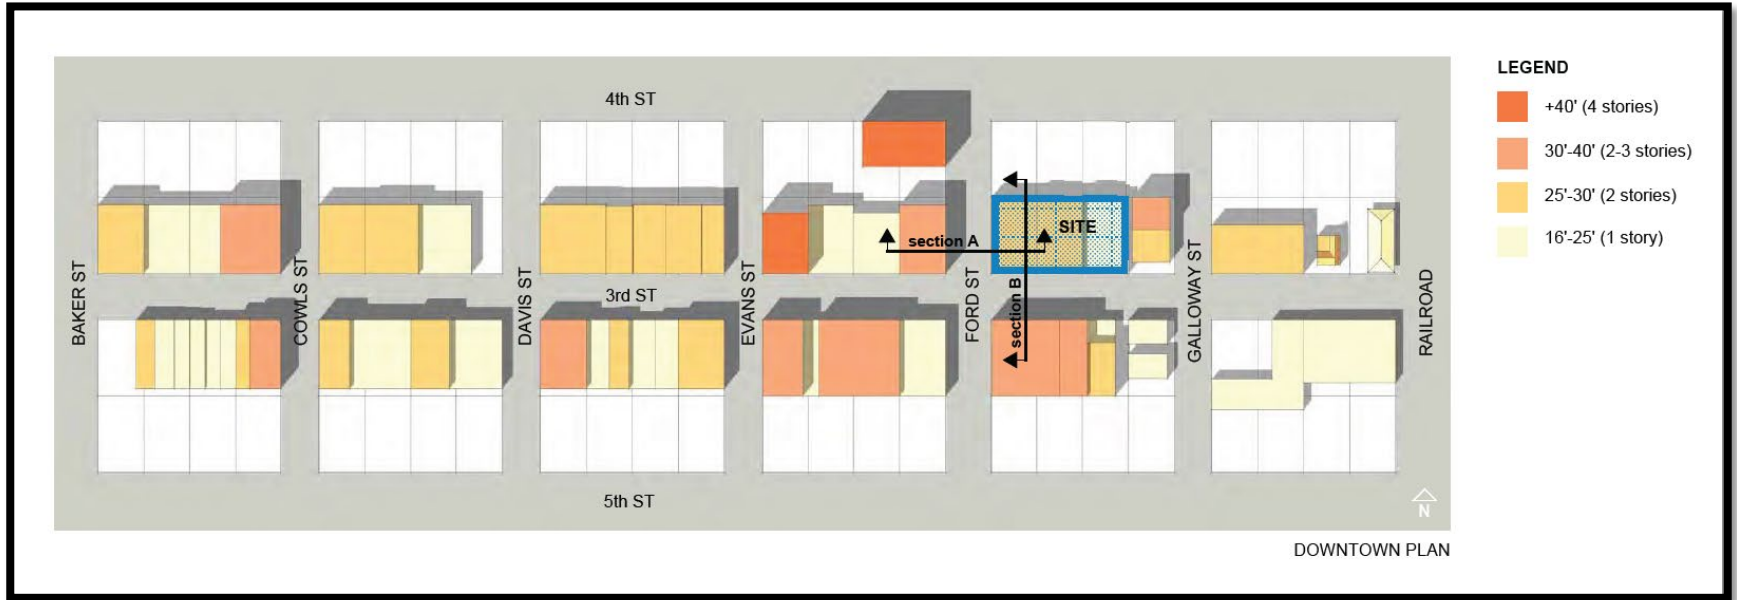 LEGEND
+40' (4 stories)
30'-40' (2-3 stories)
25'-30' (2 stories)
16'-25' (1 story)
4th ST
SITE
section A
section B
3rd ST
BAKER ST
COWLS ST
DAVIS ST
EVANS ST
FORD ST
GALLOWAY ST
RAILROAD
5th ST
N
DOWNTOWN PLAN